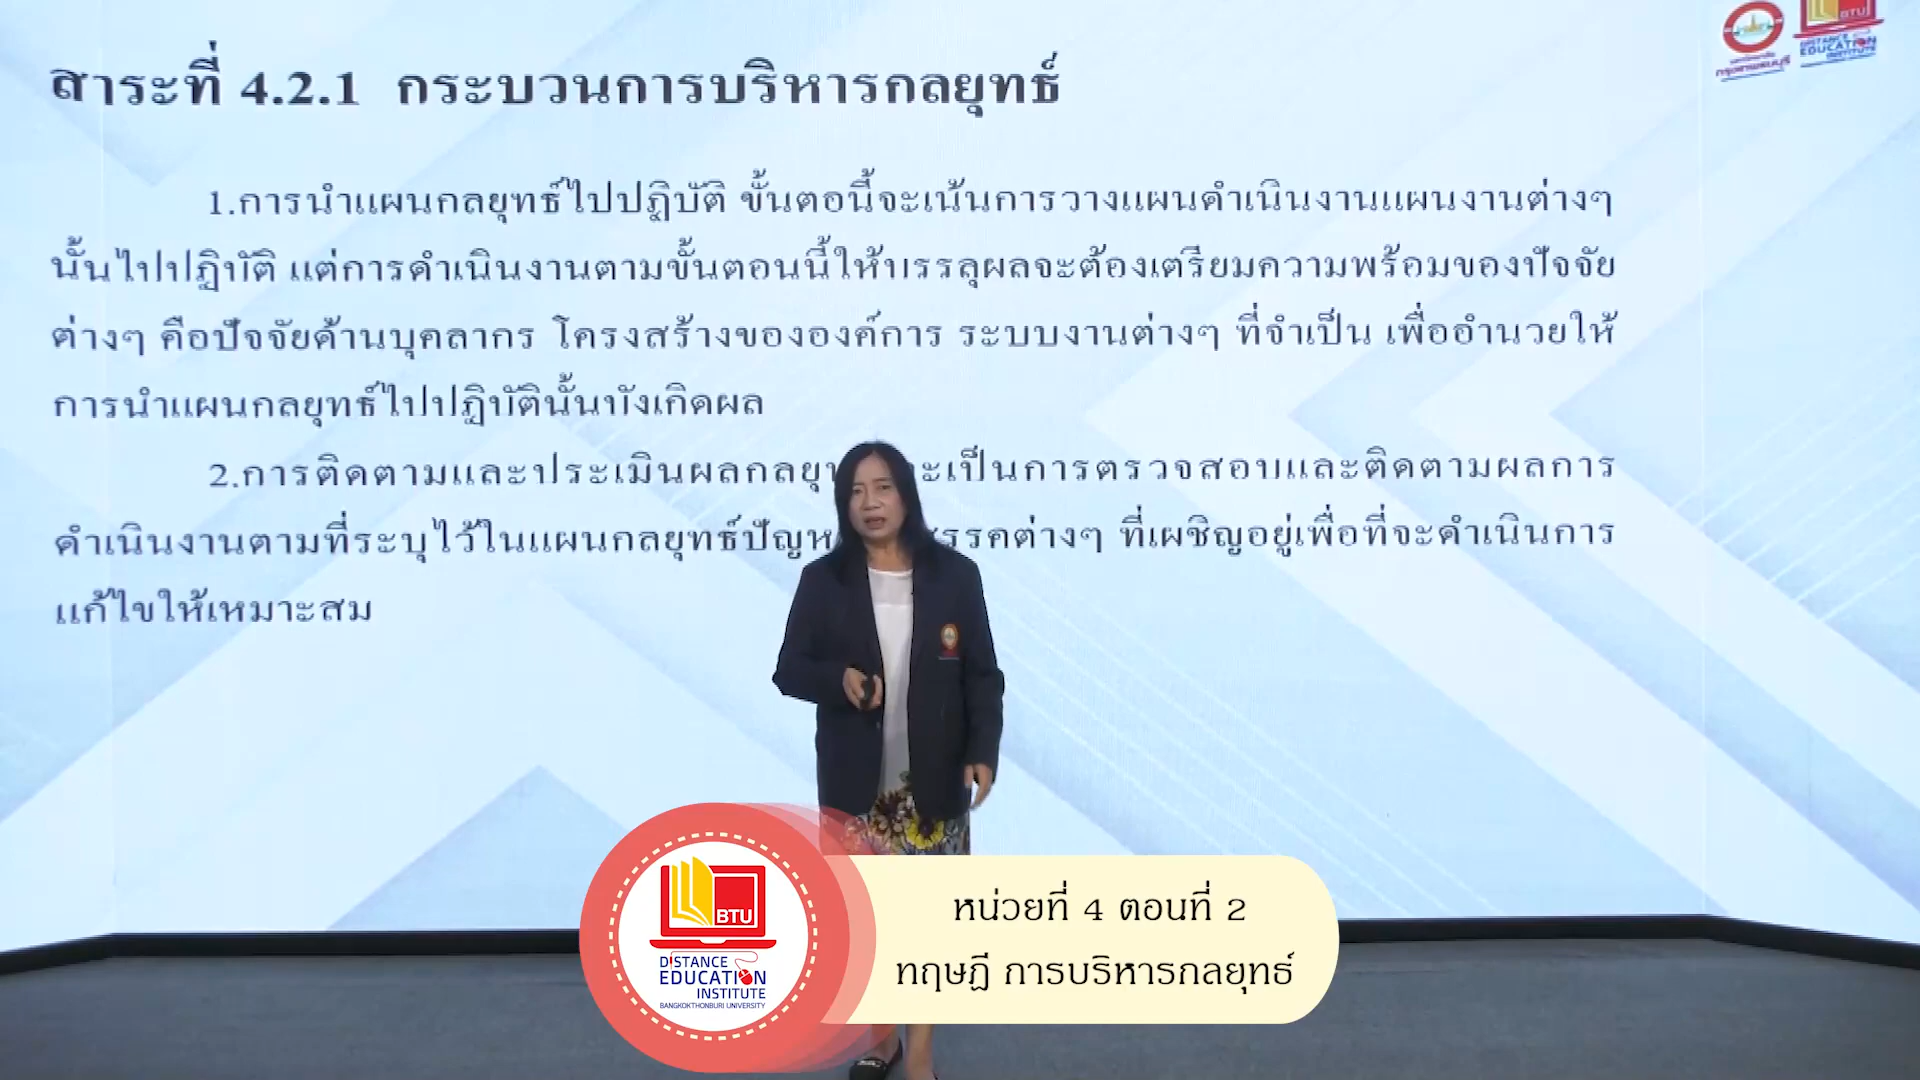 สาระที่ 4.2.1 กระบวนการบริหารกลยุทธ์
1.การนำแผนกลยุทธ์ไปปฏิบัติ ขั้นตอนี้จะเน้นการวางแผนดำเนินงานแผนงานต่างๆ
นั้นไปปฏิบัติ แต่การดำเนินงานตามขั้นตอนนี้ให้บรรลุผลจะต้องเตรียมความพร้อมของปัจจัย
ต่างๆ คือปัจจัยด้านบุคลากร โครงสร้างขององค์การ ระบบงานต่างๆ ที่จำเป็น เพื่ออำนวยให้
การนำแผนกลยุทธ์ไปปฏิบัตินั้นบังเกิดผล
2.การติดตามและประเมินผลกลยุ เป็นการตรวจสอบและติดตามผลการ
ดำเนินงานตามที่ระบุไว้ในแผนกลยุทธ์ปัญห สรรคต่างๆ ที่เผชิญอยู่เพื่อที่จะดำเนินการ
แก้ไขให้เหมาะสม
BTU
DISTANCE
EDUCATION
INSTITUTE
กรุงเทพธนบุรี
BTU
DISTANCE
EDUCATION
INSTITUTE
BANGKOKTHONBURI UNIVERSITY
หน่วยที่ 4 ตอนที่ 2
ทฤษฎี การบริหารกลยุทธ์